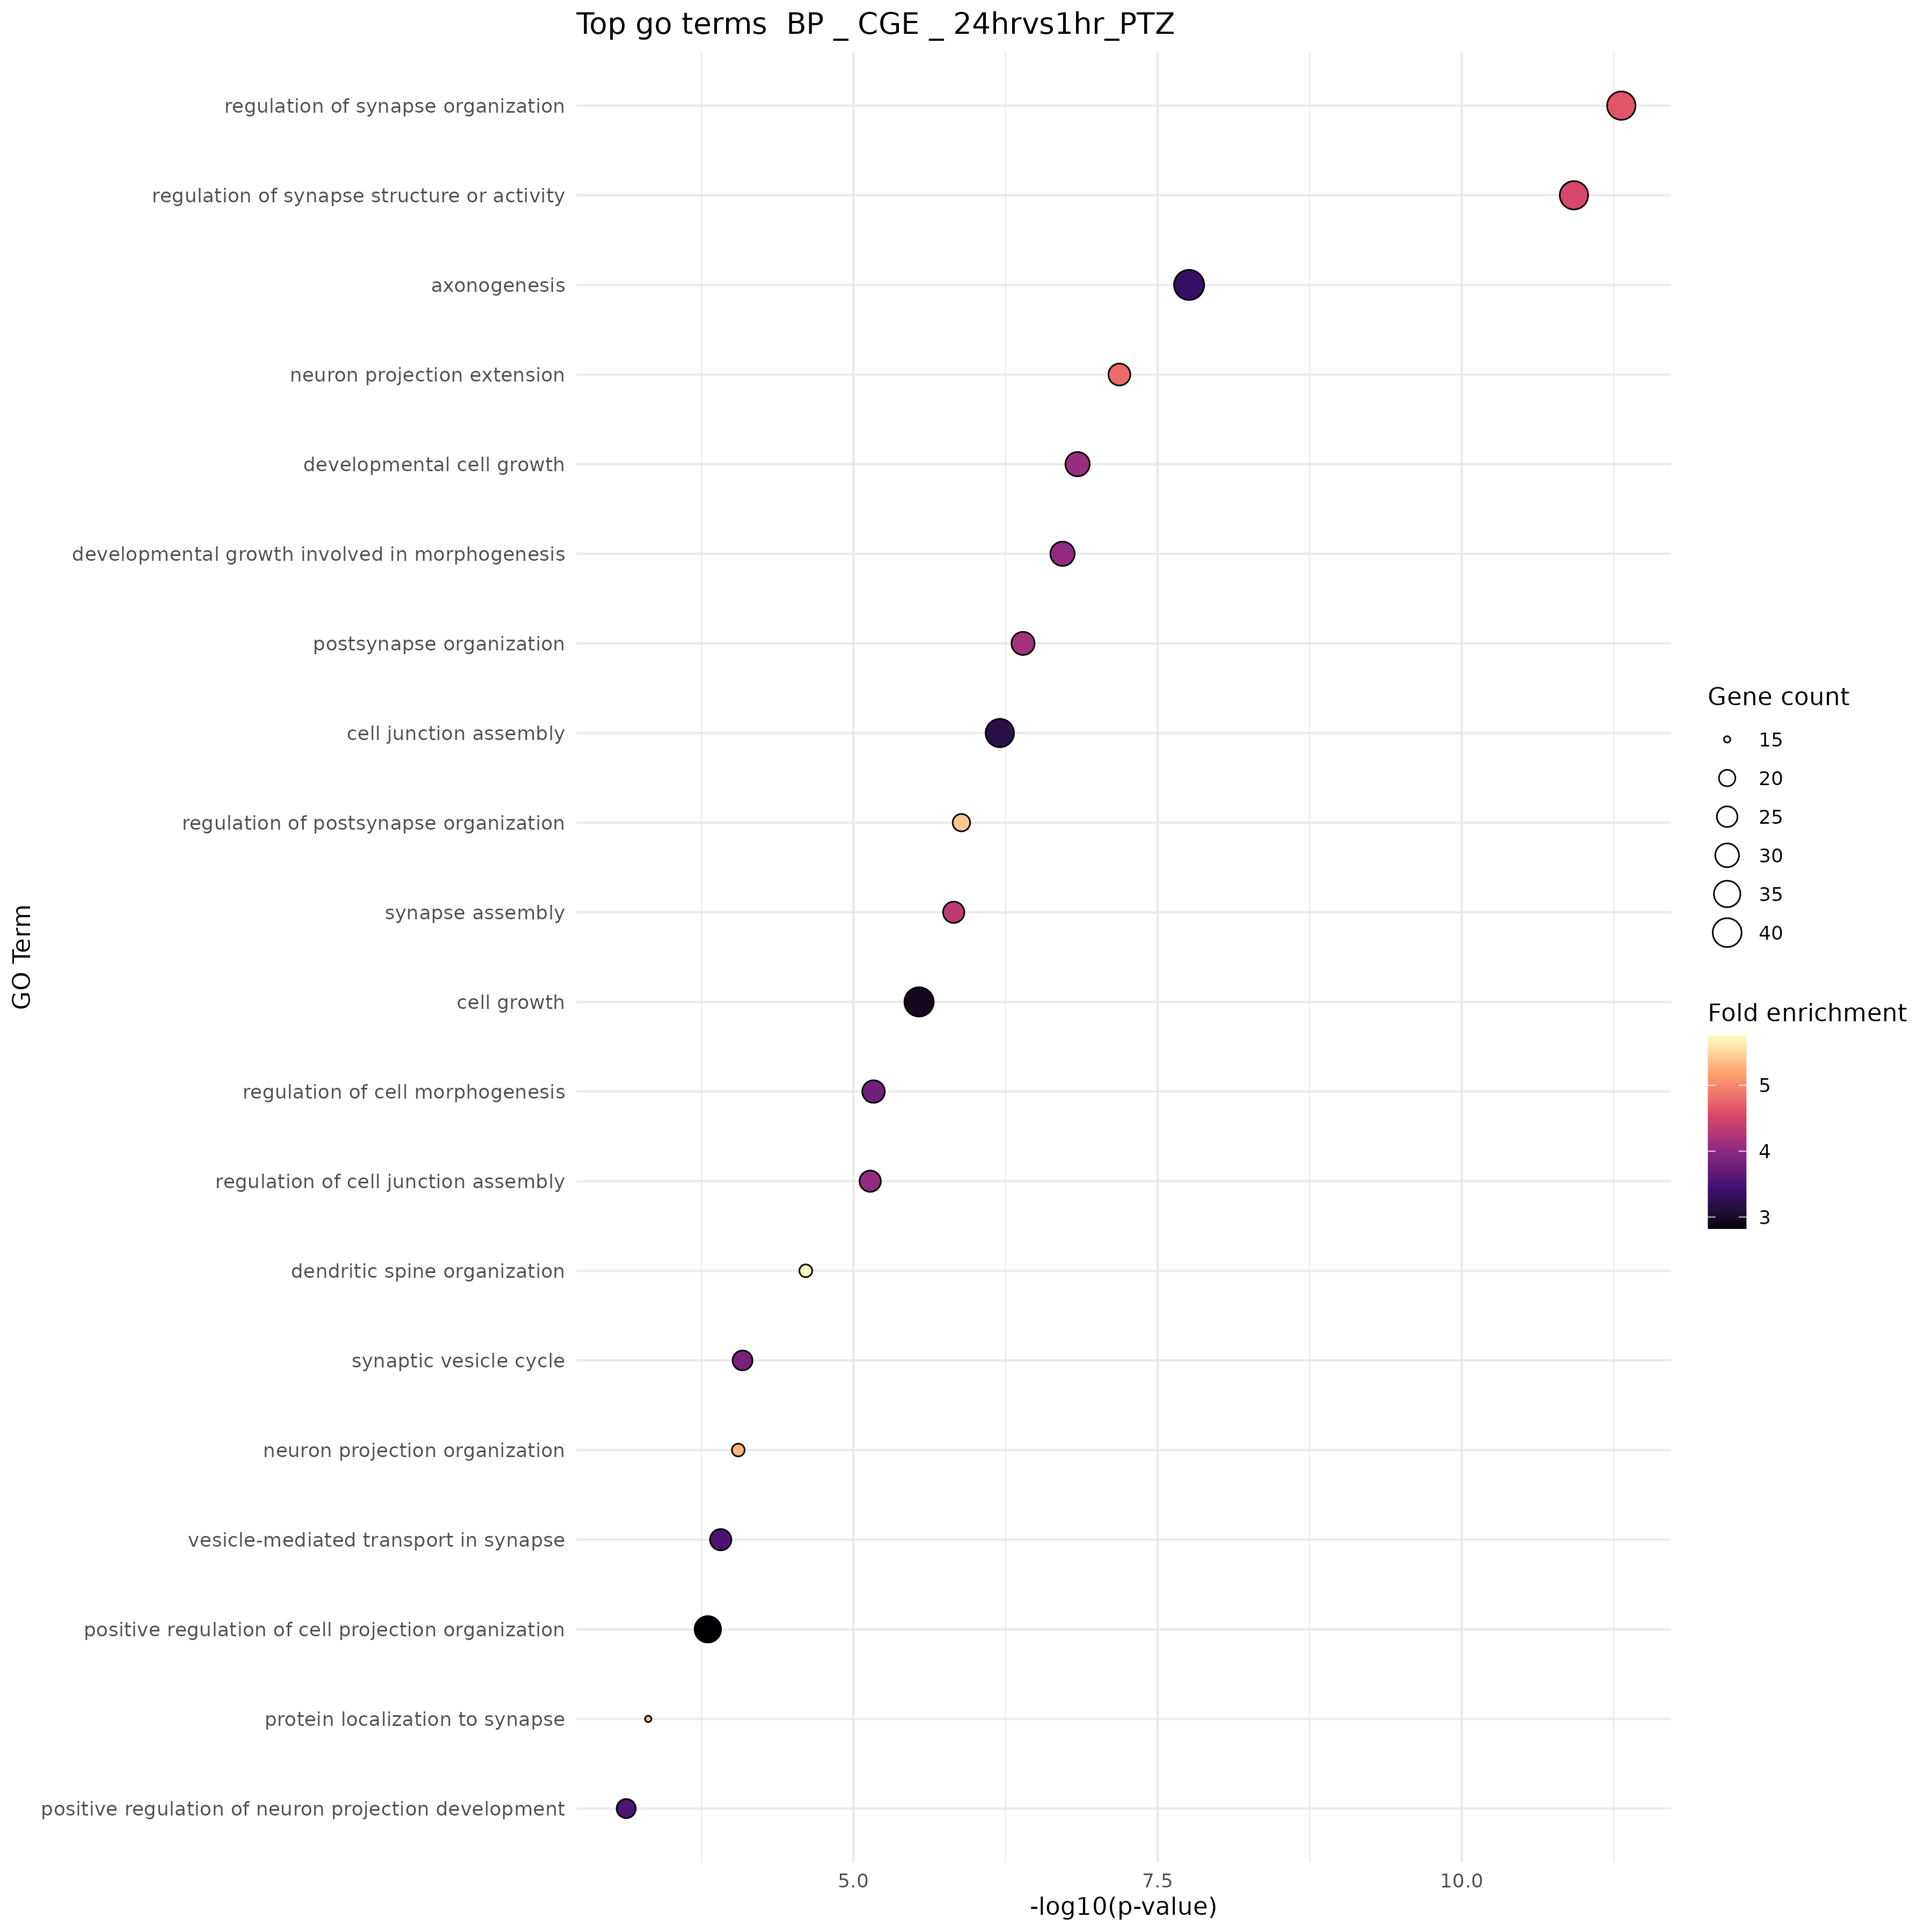 Top go terms  BP _ CGE _ 24hrvs1hr_PTZ
regulation of synapse organization
regulation of synapse structure or activity
axonogenesis
neuron projection extension
developmental cell growth
developmental growth involved in morphogenesis
postsynapse organization
cell junction assembly
regulation of postsynapse organization
synapse assembly
cell growth
regulation of cell morphogenesis
regulation of cell junction assembly
dendritic spine organization
synaptic vesicle cycle
neuron projection organization
vesicle-mediated transport in synapse
positive regulation of cell projection organization
protein localization to synapse
positive regulation of neuron projection development
GO Term
5.0
7.5
10.0
-log10(p-value)
Gene count
15
20
25
30
35
40
Fold enrichment
5
4
3